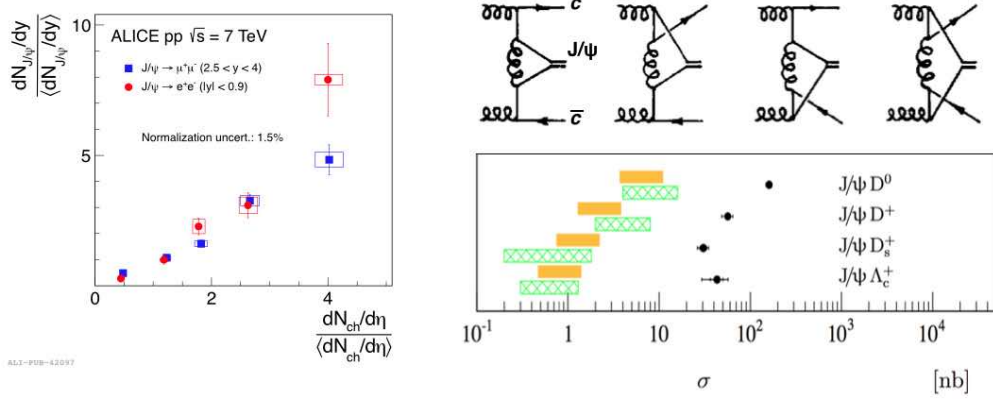 dN_J/ψ/dy
⟨dN_J/ψ/dy⟩
10
5
0
2
4
ALICE pp √s = 7 TeV
J/ψ → μ⁺μ⁻ (2.5 < y < 4)
J/ψ → e⁺e⁻ (|y| < 0.9)
Normalization uncert.: 1.5%
dN_ch/dη
⟨dN_ch/dη⟩
ALI-PUB-42097
c
J/ψ
c̅
J/ψ D⁰
J/ψ D⁺
J/ψ D_s⁺
J/ψ Λ_c⁺
10⁻¹ 1 10 10² 10³ 10⁴
σ [nb]